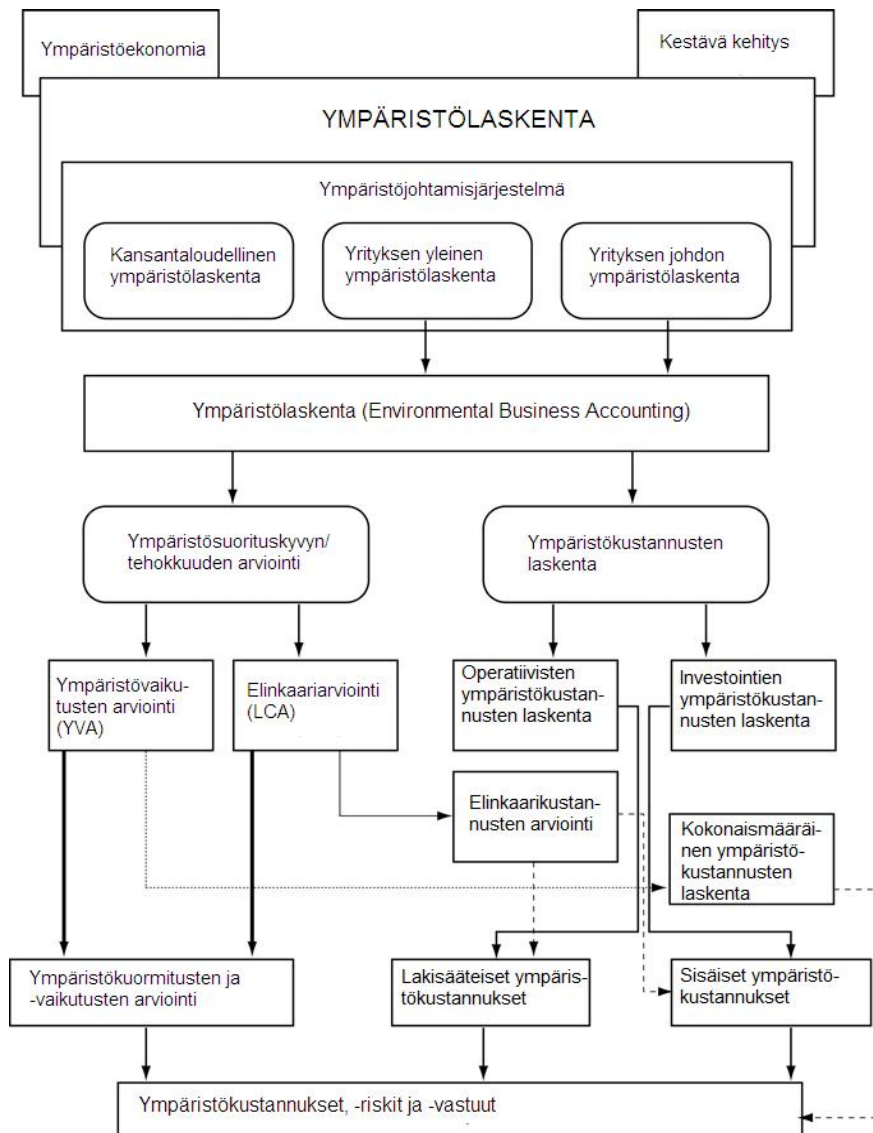 Ympäristöekonomia
Kestävä kehitys
YMPÄRISTÖLASKENTA
Ympäristöjohtamisjärjestelmä
Kansantaloudellinen
ympäristölaskenta
Yrityksen yleinen
ympäristölaskenta
Yrityksen johdon
ympäristölaskenta
Ympäristölaskenta (Environmental Business Accounting)
Ympäristösuorituskyvyn/
tehokkuuden arviointi
Ympäristökustannusten
laskenta
Ympäristövaiku-
tusten arviointi
(YVA)
Elinkaariarviointi
(LCA)
Operatiivisten
ympäristökustan-
nusten laskenta
Investointien
ympäristökustan-
nusten laskenta
Elinkaarikustan-
nusten arviointi
Kokonaismääräi-
nen ympäristö-
kustannusten
laskenta
Ympäristökuormitusten ja
-vaikutusten arviointi
Lakisääteiset ympäris-
tökustannukset
Sisäiset ympäristö-
kustannukset
Ympäristökustannukset, -riskit ja -vastuut